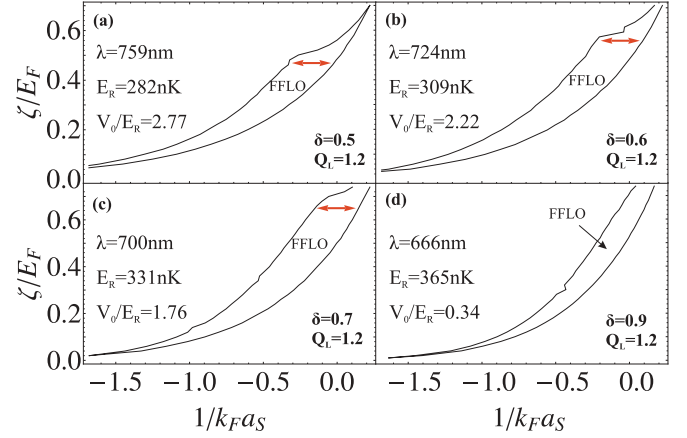 (a)
λ=759nm
E_R=282nK
V_0/E_R=2.77
FFLO
δ=0.5
Q_L=1.2
(b)
λ=724nm
E_R=309nK
V_0/E_R=2.22
FFLO
δ=0.6
Q_L=1.2
ζ/E_F
0.6
0.4
0.2
0.0
(c)
λ=700nm
E_R=331nK
V_0/E_R=1.76
FFLO
δ=0.7
Q_L=1.2
(d)
λ=666nm
E_R=365nK
V_0/E_R=0.34
FFLO
δ=0.9
Q_L=1.2
ζ/E_F
0.6
0.4
0.2
0.0
−1.5 −1.0 −0.5 0.0
−1.5 −1.0 −0.5 0.0
1/k_Fa_S
1/k_Fa_S